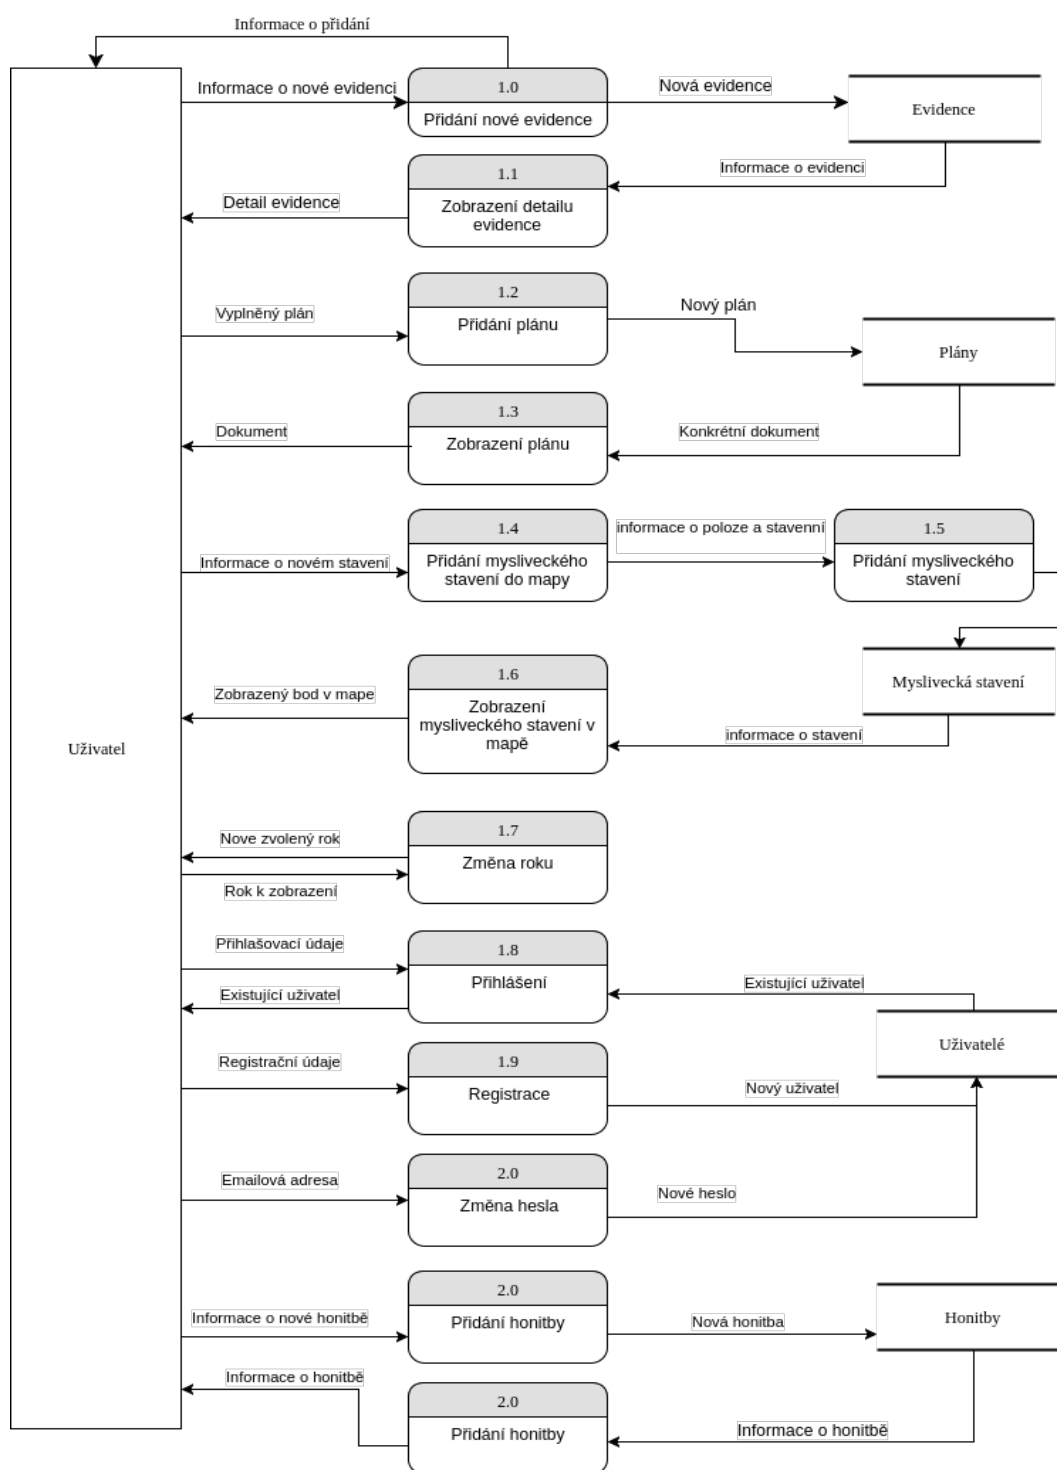 Informace o přidání
Informace o nové evidenci
1.0
Přidání nové evidence
Nová evidence
Evidence
Informace o evidenci
1.1
Zobrazení detailu
evidence
Detail evidence
1.2
Přidání plánu
Vyplněný plán
Nový plán
Plány
1.3
Zobrazení plánu
Dokument
Konkrétní dokument
1.4
Přidání mysliveckého
stavení do mapy
Informace o novém stavení
informace o poloze a stavenní
1.5
Přidání mysliveckého
stavení
Myslivecká stavení
1.6
Zobrazení
mysliveckého stavení v
mapě
Zobrazený bod v mape
informace o stavení
Uživatel
1.7
Změna roku
Nove zvolený rok
Rok k zobrazení
Přihlašovací údaje
1.8
Přihlášení
Existující uživatel
Existující uživatel
Uživatelé
Registrační údaje
1.9
Registrace
Nový uživatel
Emailová adresa
2.0
Změna hesla
Nové heslo
2.0
Přidání honitby
Informace o nové honitbě
Nová honitba
Honitby
Informace o honitbě
2.0
Přidání honitby
Informace o honitbě